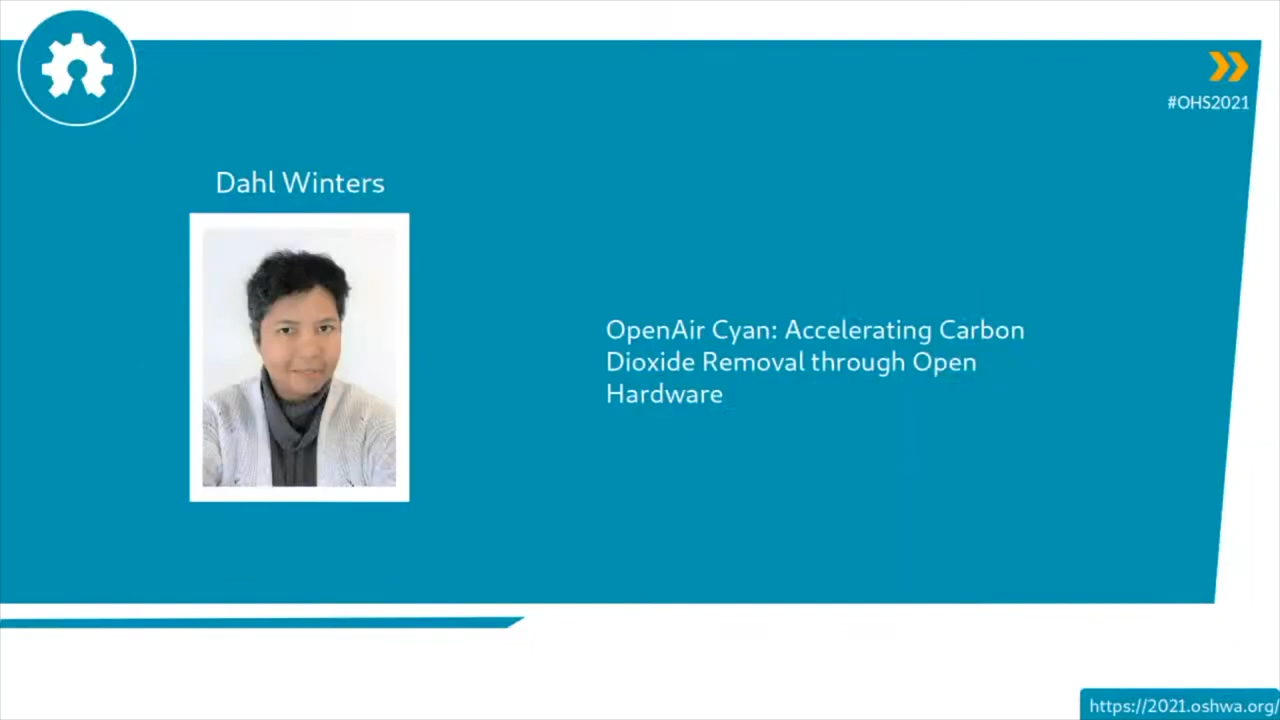 #OHS2021
Dahl Winters
OpenAir Cyan: Accelerating Carbon
Dioxide Removal through Open
Hardware
https://2021.oshwa.org/